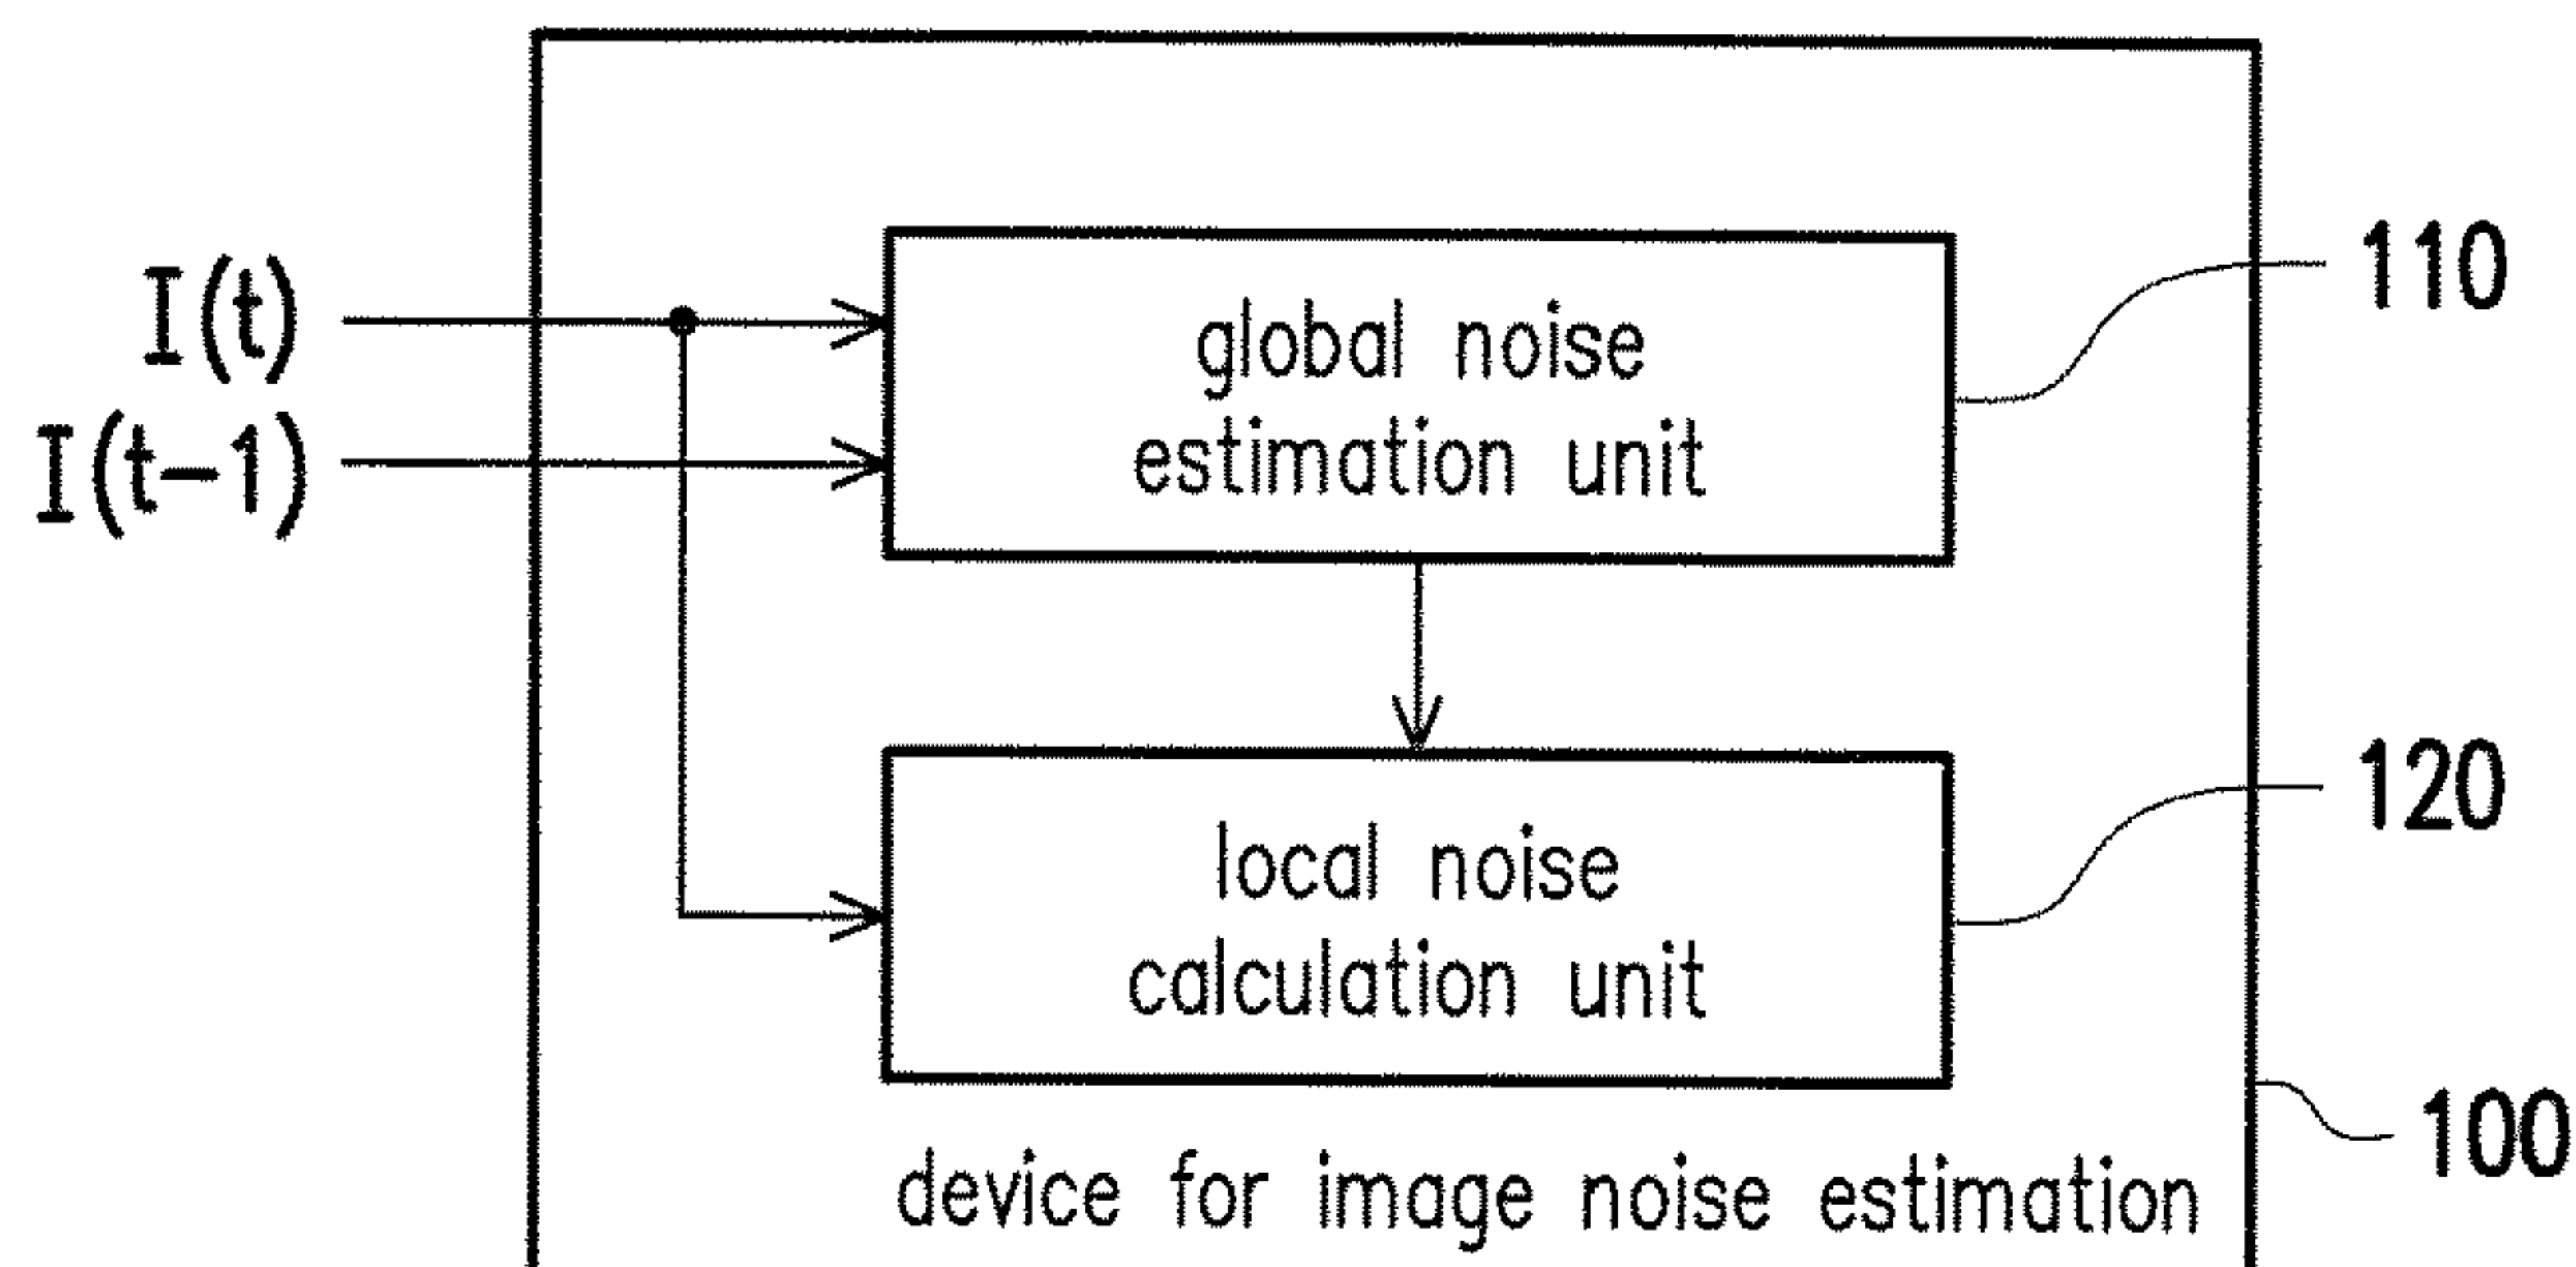 I(t)
I(t-1)
global noise
estimation unit
110
local noise
calculation unit
120
100
device for image noise estimation